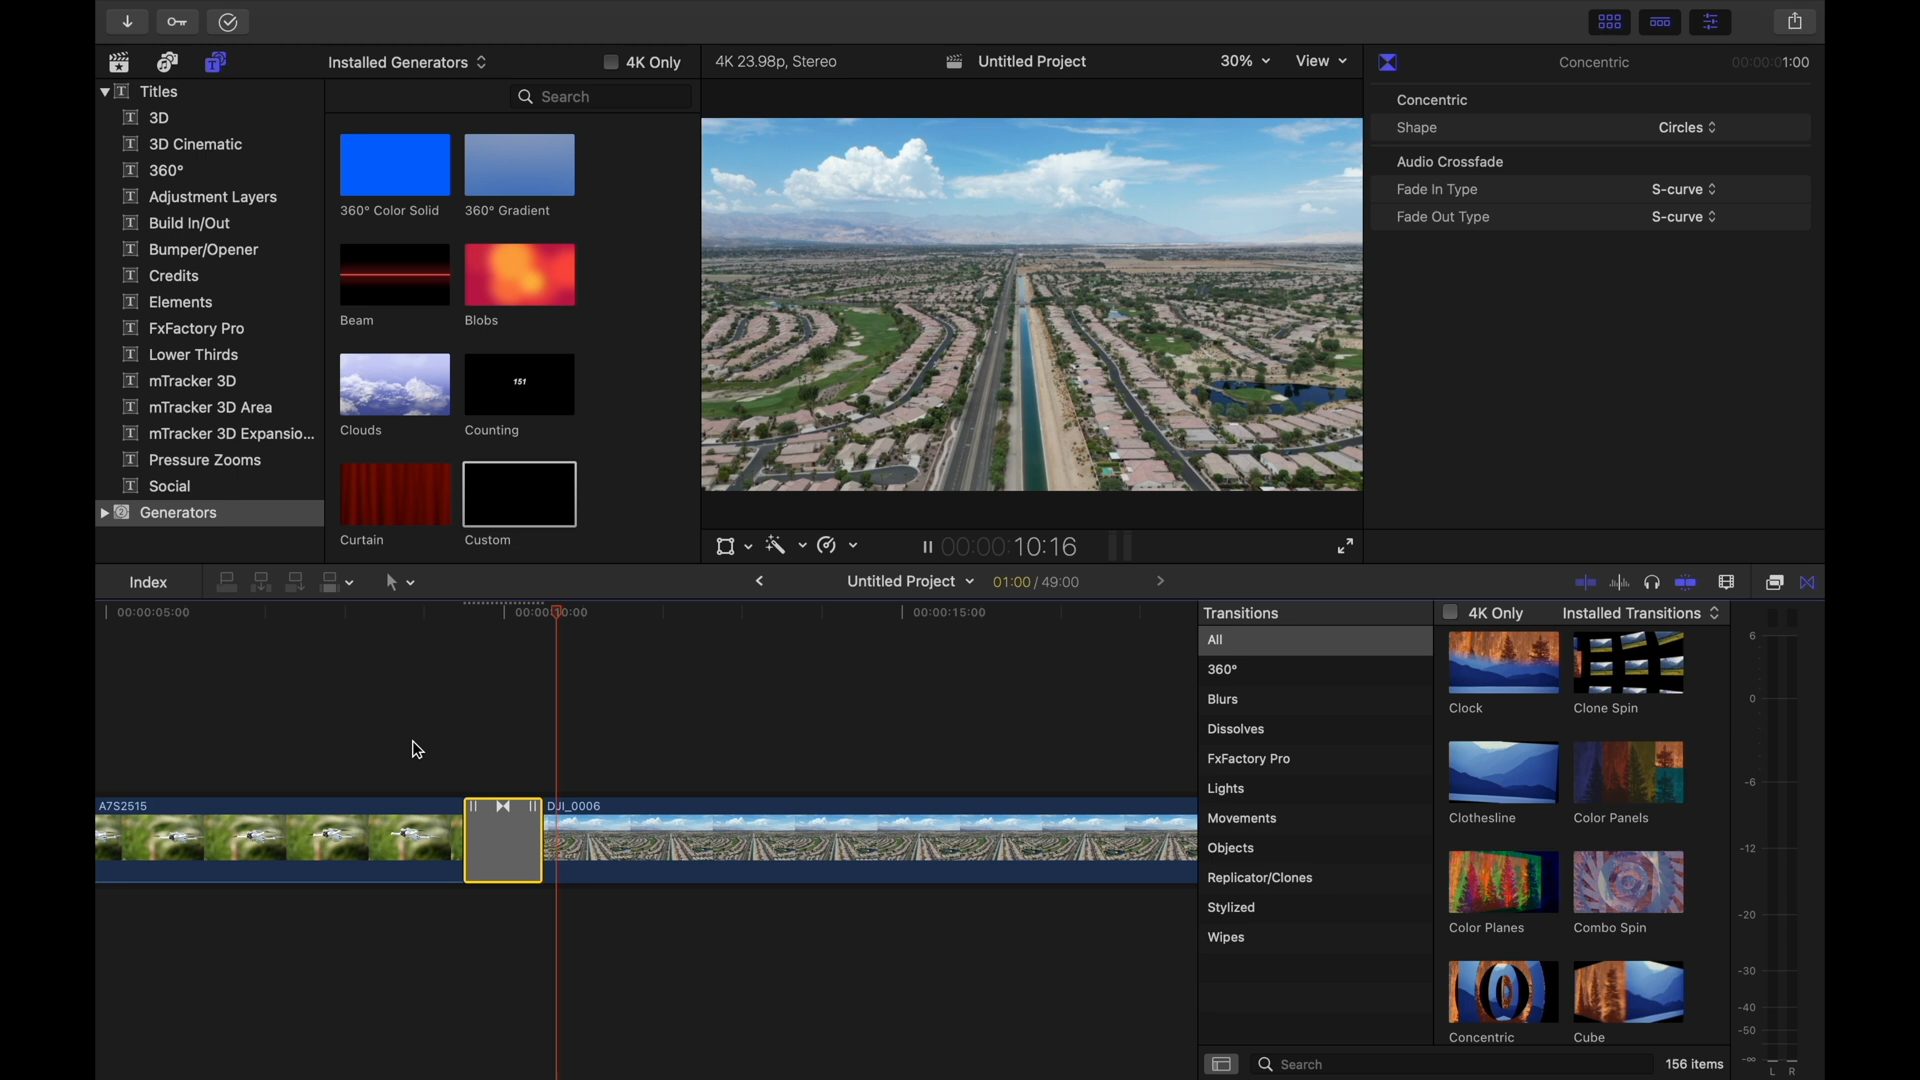 Installed Generators
4K Only
4K 23.98p, Stereo
Untitled Project
30%
View
Concentric
00:00:01:00
Titles
3D
3D Cinematic
360°
Adjustment Layers
Build In/Out
Bumper/Opener
Credits
Elements
FxFactory Pro
Lower Thirds
mTracker 3D
mTracker 3D Area
mTracker 3D Expansio...
Pressure Zooms
Social
Generators
Search
360° Color Solid
360° Gradient
Beam
Blobs
Clouds
151
Counting
Curtain
Custom
00:00:10:16
Concentric
Shape
Circles
Audio Crossfade
Fade In Type
S-curve
Fade Out Type
S-curve
Index
Untitled Project
01:00 / 49:00
00:00:05:00
00:00:10:00
00:00:15:00
A7S2515
DJI_0006
Transitions
All
360°
Blurs
Dissolves
FxFactory Pro
Lights
Movements
Objects
Replicator/Clones
Stylized
Wipes
4K Only
Installed Transitions
Clock
Clone Spin
Clothesline
Color Panels
Color Planes
Combo Spin
Concentric
Cube
Search
156 items
6
0
-6
-12
-20
-30
-40
-50
-∞
L R